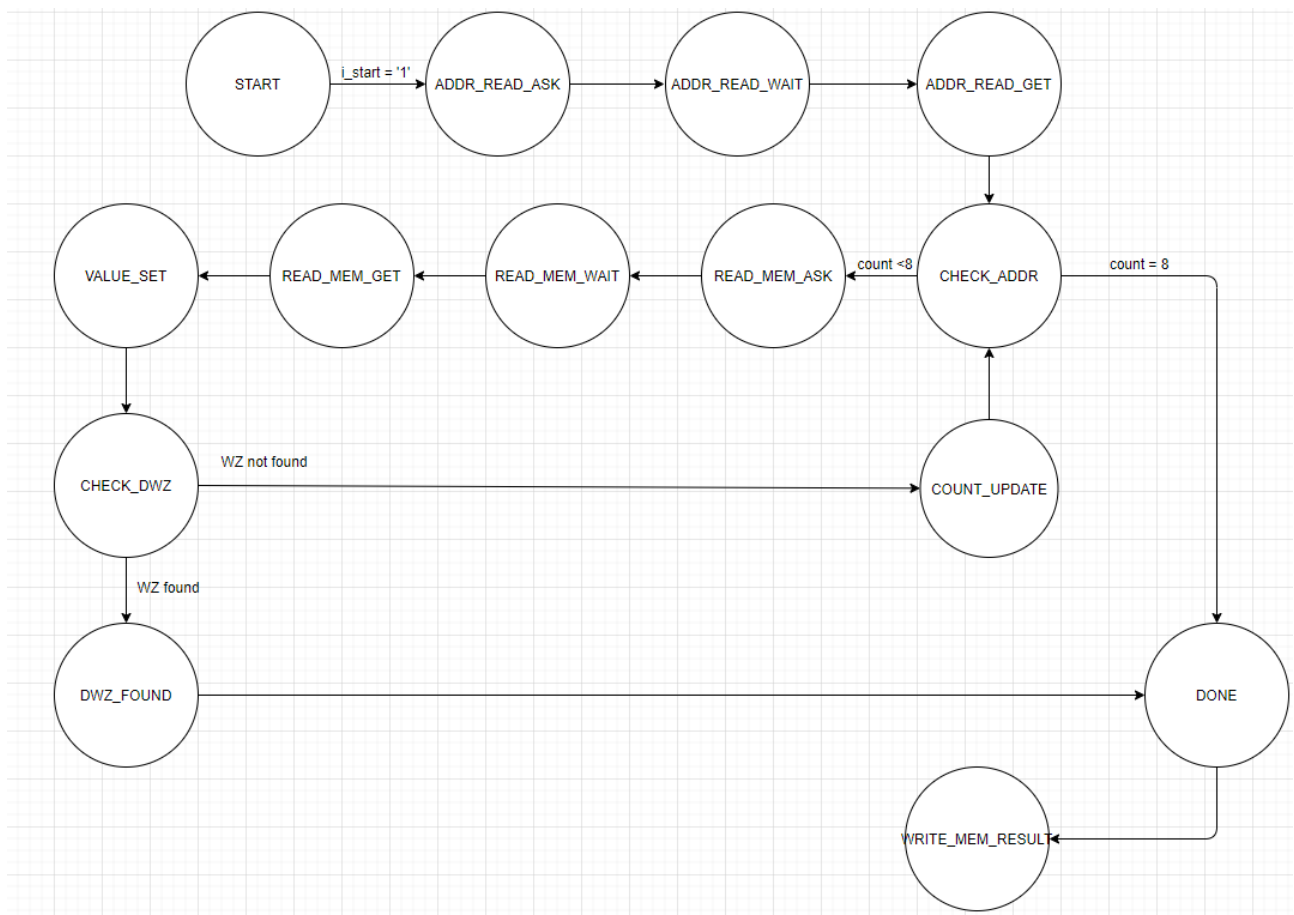 START
i_start = '1'
ADDR_READ_ASK
ADDR_READ_WAIT
ADDR_READ_GET
VALUE_SET
READ_MEM_GET
READ_MEM_WAIT
READ_MEM_ASK
count <8
CHECK_ADDR
count = 8
CHECK_DWZ
WZ not found
COUNT_UPDATE
WZ found
DWZ_FOUND
DONE
WRITE_MEM_RESULT